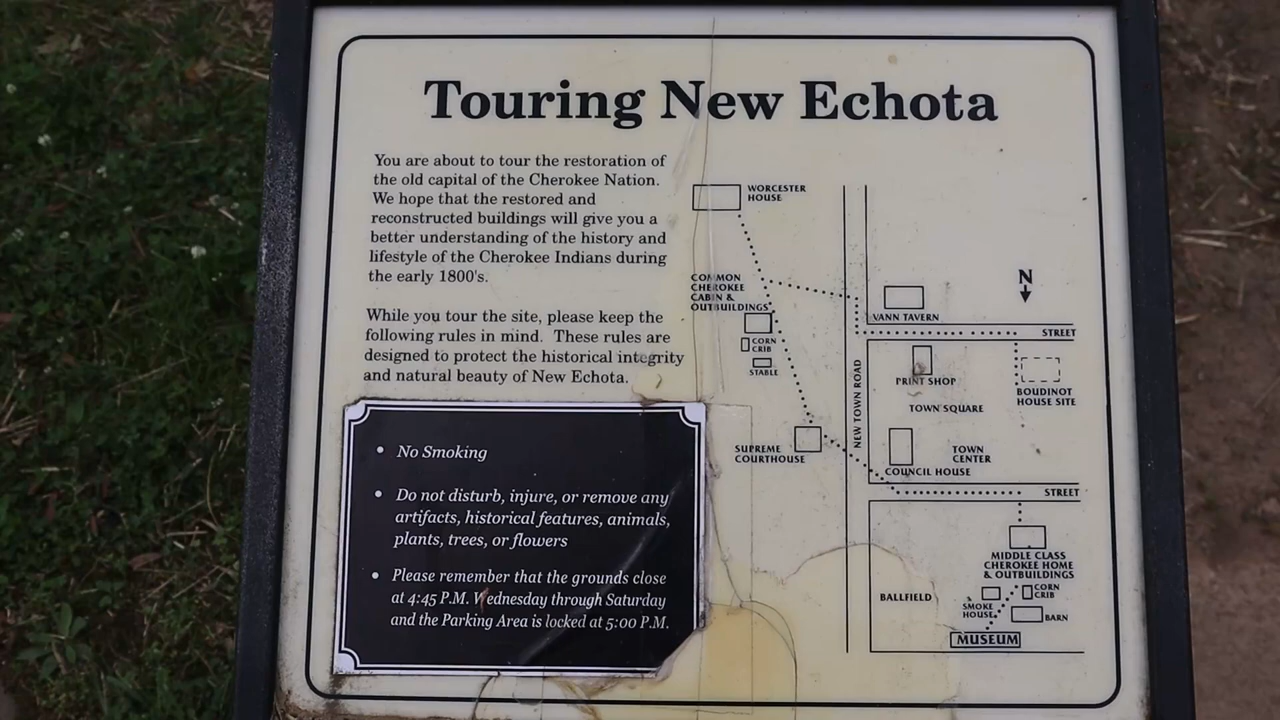 Touring New Echota
You are about to tour the restoration of
the old capital of the Cherokee Nation.
We hope that the restored and
reconstructed buildings will give you a
better understanding of the history and
lifestyle of the Cherokee Indians during
the early 1800's.
While you tour the site, please keep the
following rules in mind. These rules are
designed to protect the historical integrity
and natural beauty of New Echota.
• No Smoking
• Do not disturb, injure, or remove any
artifacts, historical features, animals,
plants, trees, or flowers
• Please remember that the grounds close
at 4:45 P.M. Wednesday through Saturday
and the Parking Area is locked at 5:00 P.M.
WORCESTER
HOUSE
COMMON
CHEROKEE
CABIN &
OUTBUILDINGS
CORN
CRIB
STABLE
SUPREME
COURTHOUSE
NEW TOWN ROAD
N
VANN TAVERN
STREET
PRINT SHOP
BOUDINOT
HOUSE SITE
TOWN SQUARE
TOWN
CENTER
COUNCIL HOUSE
STREET
MIDDLE CLASS
CHEROKEE HOME
& OUTBUILDINGS
BALLFIELD
SMOKE
HOUSE
CORN
CRIB
BARN
MUSEUM